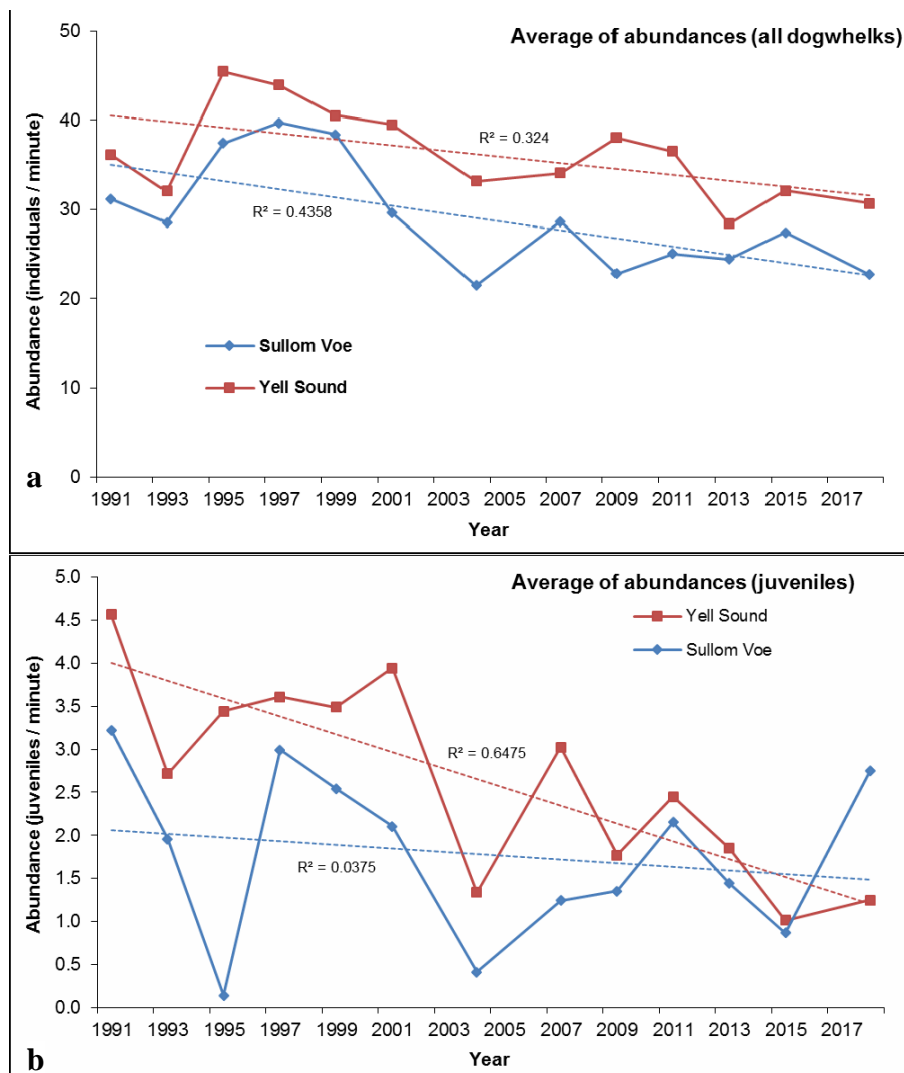 Average of abundances (all dogwhelks)
50
40
30
20
10
0
Abundance (individuals / minute)
R² = 0.324
R² = 0.4358
Sullom Voe
Yell Sound
a
1991 1993 1995 1997 1999 2001 2003 2005 2007 2009 2011 2013 2015 2017
Year
Average of abundances (juveniles)
5.0
4.5
4.0
3.5
3.0
2.5
2.0
1.5
1.0
0.5
0.0
Abundance (juveniles / minute)
Yell Sound
Sullom Voe
R² = 0.6475
R² = 0.0375
1991 1993 1995 1997 1999 2001 2003 2005 2007 2009 2011 2013 2015 2017
b
Year